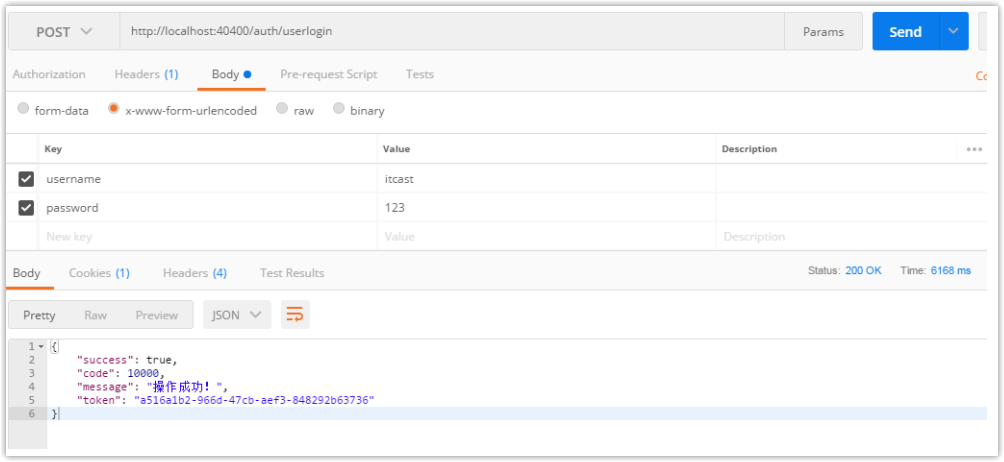 POST http://localhost:40400/auth/userlogin Params Send
Authorization Headers (1) Body Pre-request Script Tests
form-data x-www-form-urlencoded raw binary
Key Value Description
username itcast
password 123
New key Value Description
Body Cookies (1) Headers (4) Test Results Status: 200 OK Time: 6168 ms
Pretty Raw Preview JSON
1 {
2 "success": true,
3 "code": 10000,
4 "message": "操作成功！",
5 "token": "a516a1b2-966d-47cb-aef3-848292b63736"
6 }